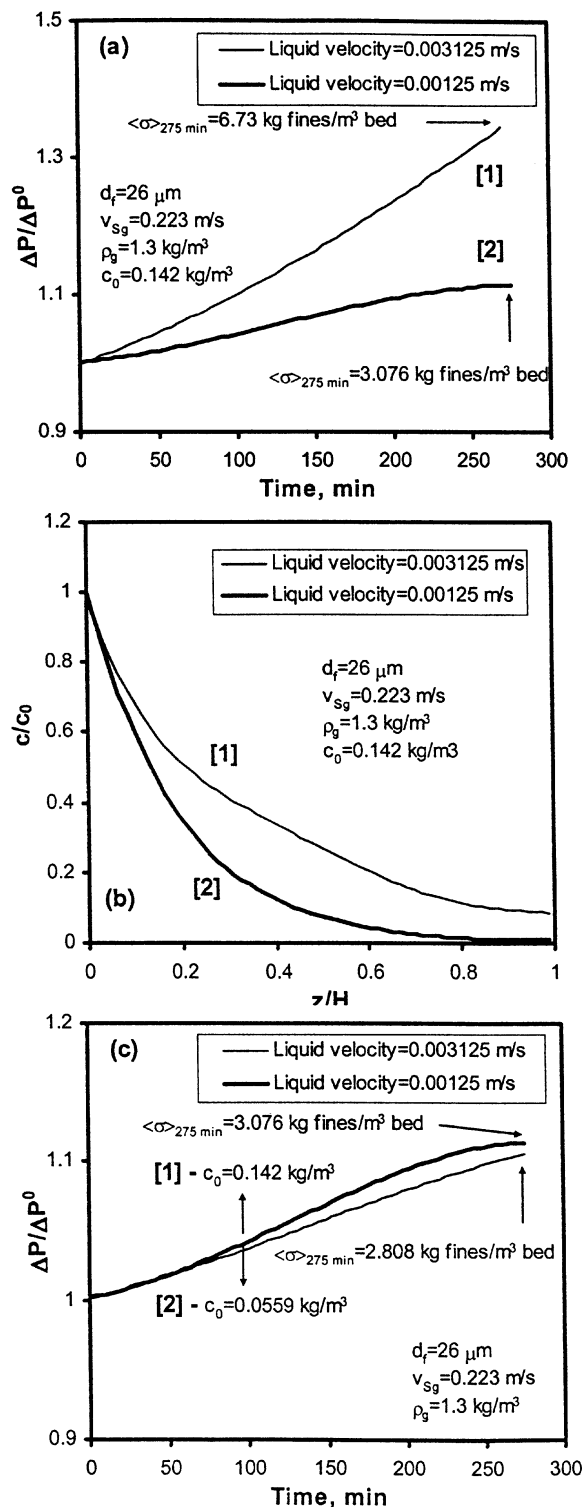 (a)
Liquid velocity=0.003125 m/s
Liquid velocity=0.00125 m/s
<σ>275 min=6.73 kg fines/m³ bed
[1]
df=26 μm
vSg=0.223 m/s
ρg=1.3 kg/m³
c0=0.142 kg/m³
[2]
<σ>275 min=3.076 kg fines/m³ bed
ΔP/ΔP⁰
1.5
1.3
1.1
0.9
0 50 100 150 200 250 300
Time, min
1.2
1
0.8
0.6
0.4
0.2
0
c/c0
Liquid velocity=0.003125 m/s
Liquid velocity=0.00125 m/s
df=26 μm
vSg=0.223 m/s
ρg=1.3 kg/m³
c0=0.142 kg/m3
[1]
[2]
(b)
0 0.2 0.4 0.6 0.8 1
z/H
(c)
Liquid velocity=0.003125 m/s
Liquid velocity=0.00125 m/s
<σ>275 min=3.076 kg fines/m³ bed
[1] - c0=0.142 kg/m³
<σ>275 min=2.808 kg fines/m³ bed
[2] - c0=0.0559 kg/m³
df=26 μm
vSg=0.223 m/s
ρg=1.3 kg/m³
ΔP/ΔP⁰
1.2
1.1
1
0.9
0 50 100 150 200 250 300
Time, min